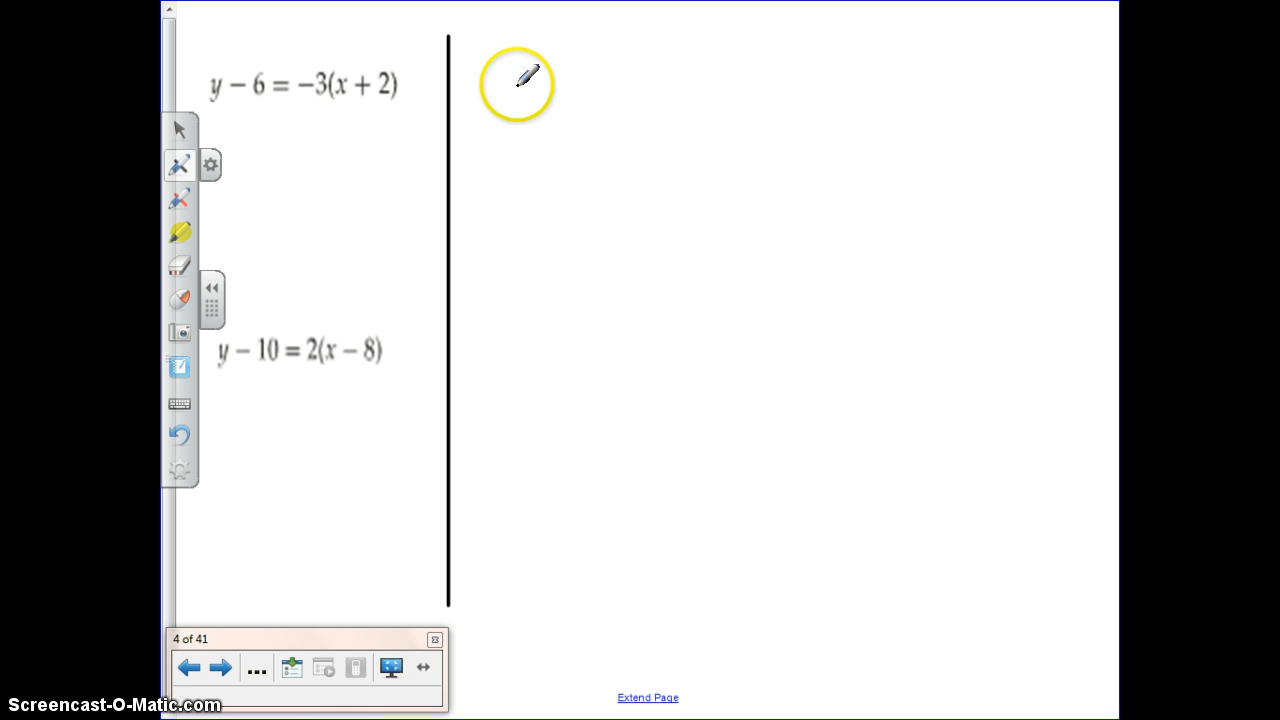 y − 6 = −3(x + 2)
y − 10 = 2(x − 8)
4 of 41
Extend Page
Screencast-O-Matic.com